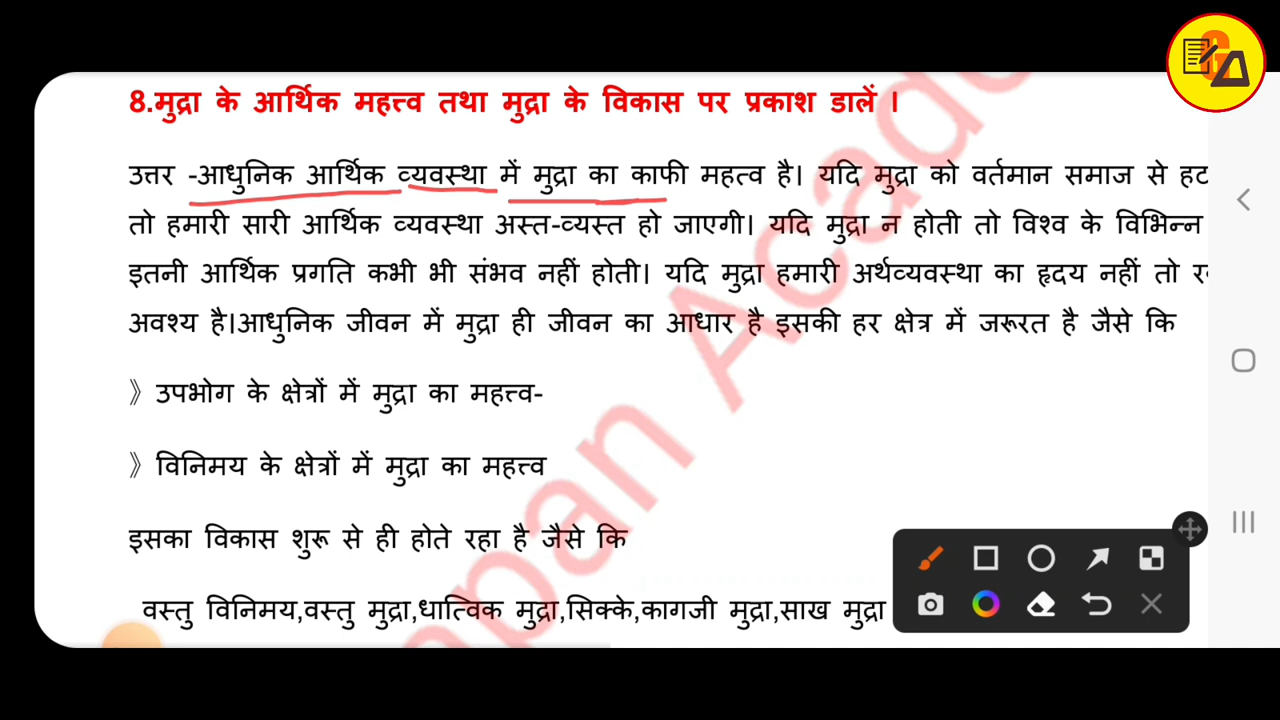 8.मुद्रा के आर्थिक महत्त्व तथा मुद्रा के विकास पर प्रकाश डालें ।
उत्तर -आधुनिक आर्थिक व्यवस्था में मुद्रा का काफी महत्व है। यदि मुद्रा को वर्तमान समाज से हट
तो हमारी सारी आर्थिक व्यवस्था अस्त-व्यस्त हो जाएगी। यदि मुद्रा न होती तो विश्व के विभिन्न
इतनी आर्थिक प्रगति कभी भी संभव नहीं होती। यदि मुद्रा हमारी अर्थव्यवस्था का हृदय नहीं तो
अवश्य है।आधुनिक जीवन में मुद्रा ही जीवन का आधार है इसकी हर क्षेत्र में जरूरत है जैसे कि
》उपभोग के क्षेत्रों में मुद्रा का महत्त्व-
》विनिमय के क्षेत्रों में मुद्रा का महत्त्व
इसका विकास शुरू से ही होते रहा है जैसे कि
वस्तु विनिमय,वस्तु मुद्रा,धात्विक मुद्रा,सिक्के,कागजी मुद्रा,साख मुद्रा